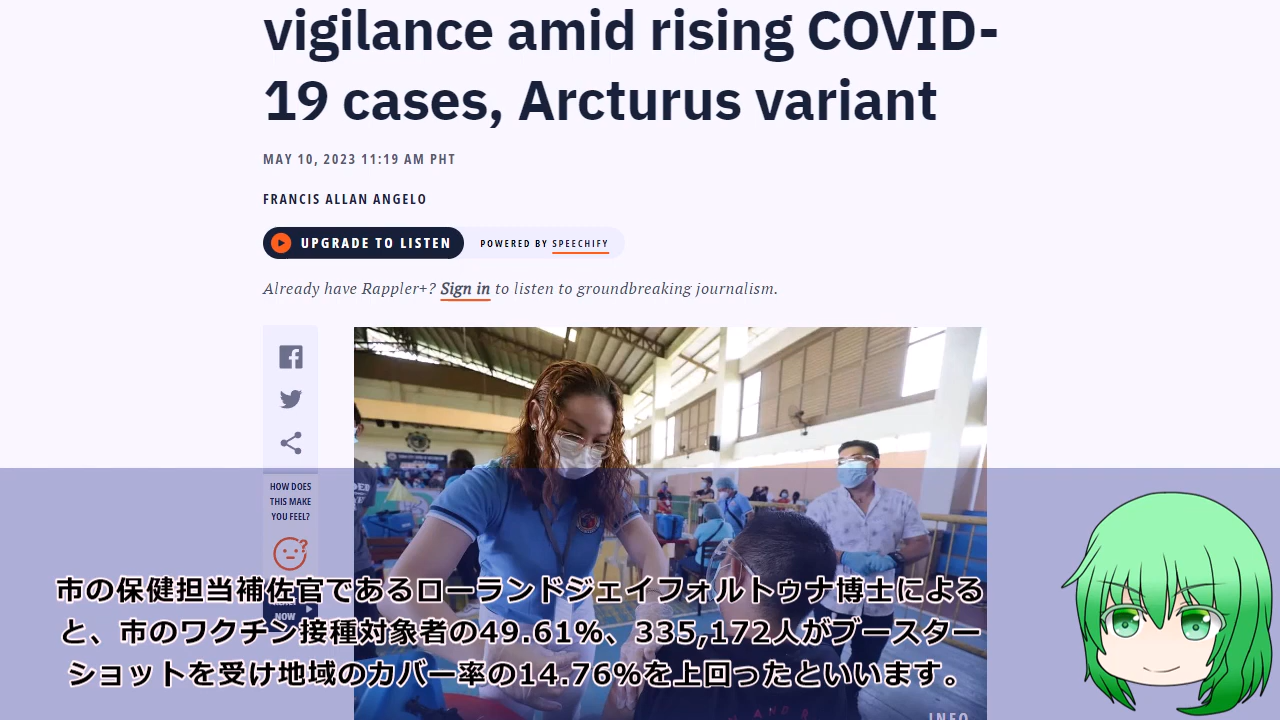 vigilance amid rising COVID-
19 cases, Arcturus variant
MAY 10, 2023 11:19 AM PHT
FRANCIS ALLAN ANGELO
UPGRADE TO LISTEN
POWERED BY SPEECHIFY
Already have Rappler+? Sign in to listen to groundbreaking journalism.
HOW DOES
THIS MAKE
YOU FEEL?
NOW
市の保健担当補佐官であるローランドジェイフォルトゥナ博士による
と、市のワクチン接種対象者の49.61%、335,172人がブースター
ショットを受け地域のカバー率の14.76%を上回ったといいます。
INFO